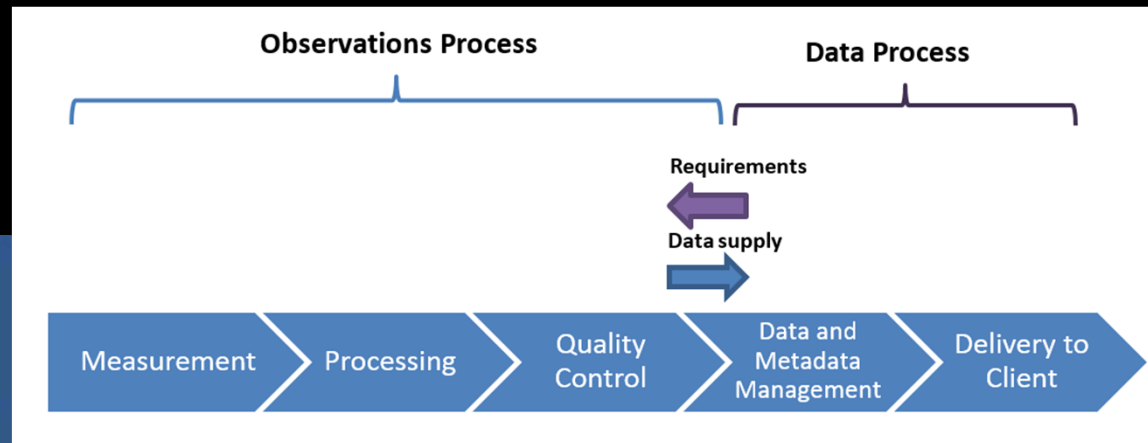 Observations Process
Data Process
Requirements
Data supply
Measurement
Processing
Quality
Control
Data and
Metadata
Management
Delivery to
Client